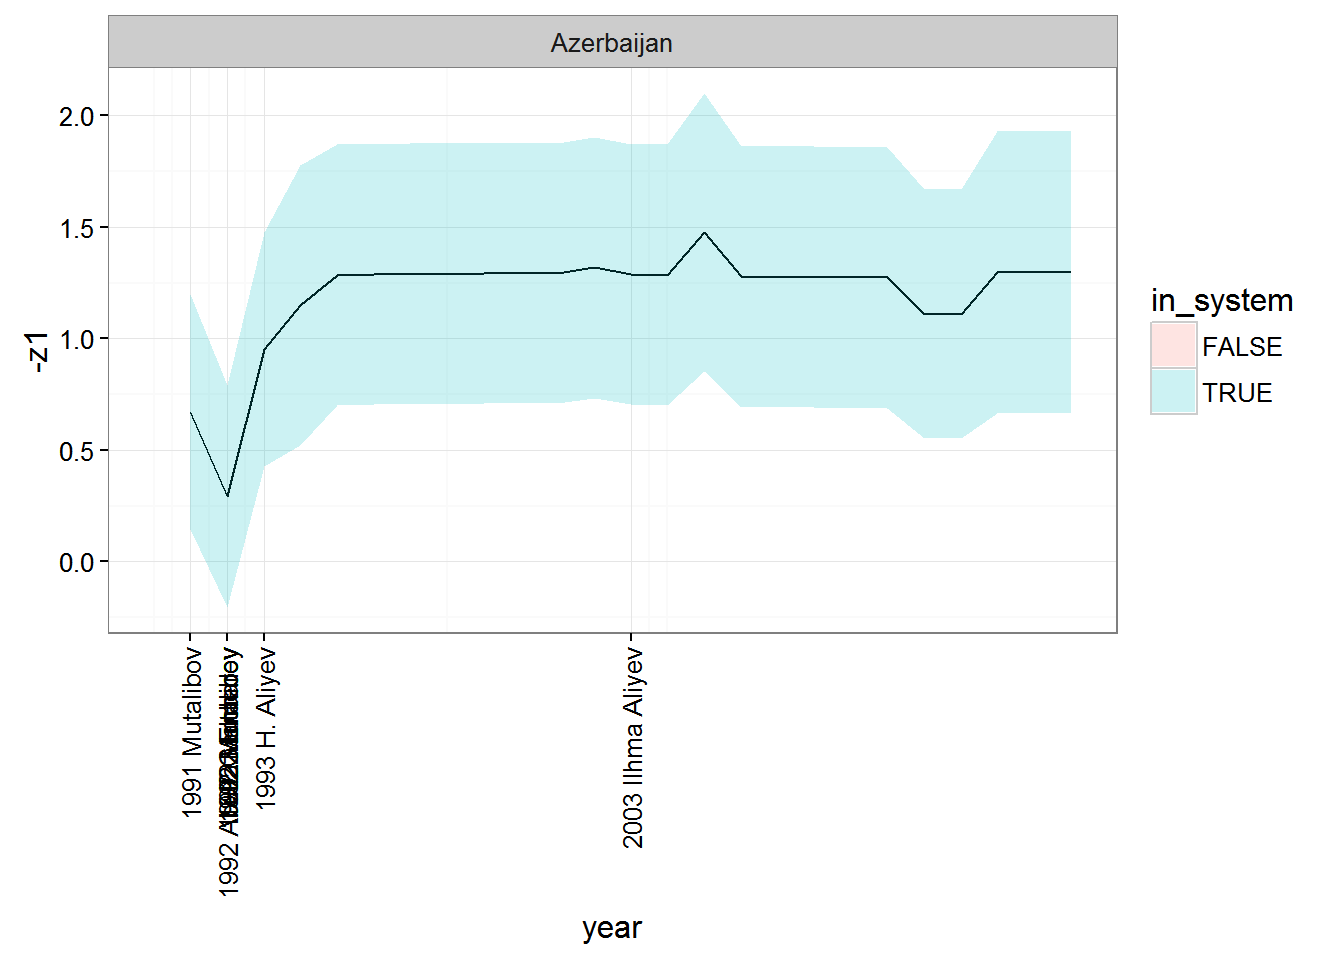 Azerbaijan
2.0
1.5
1.0
0.5
0.0
-z1
1991 Mutalibov
1992
1993 H. Aliyev
2003 Ilhma Aliyev
year
in_system
FALSE
TRUE